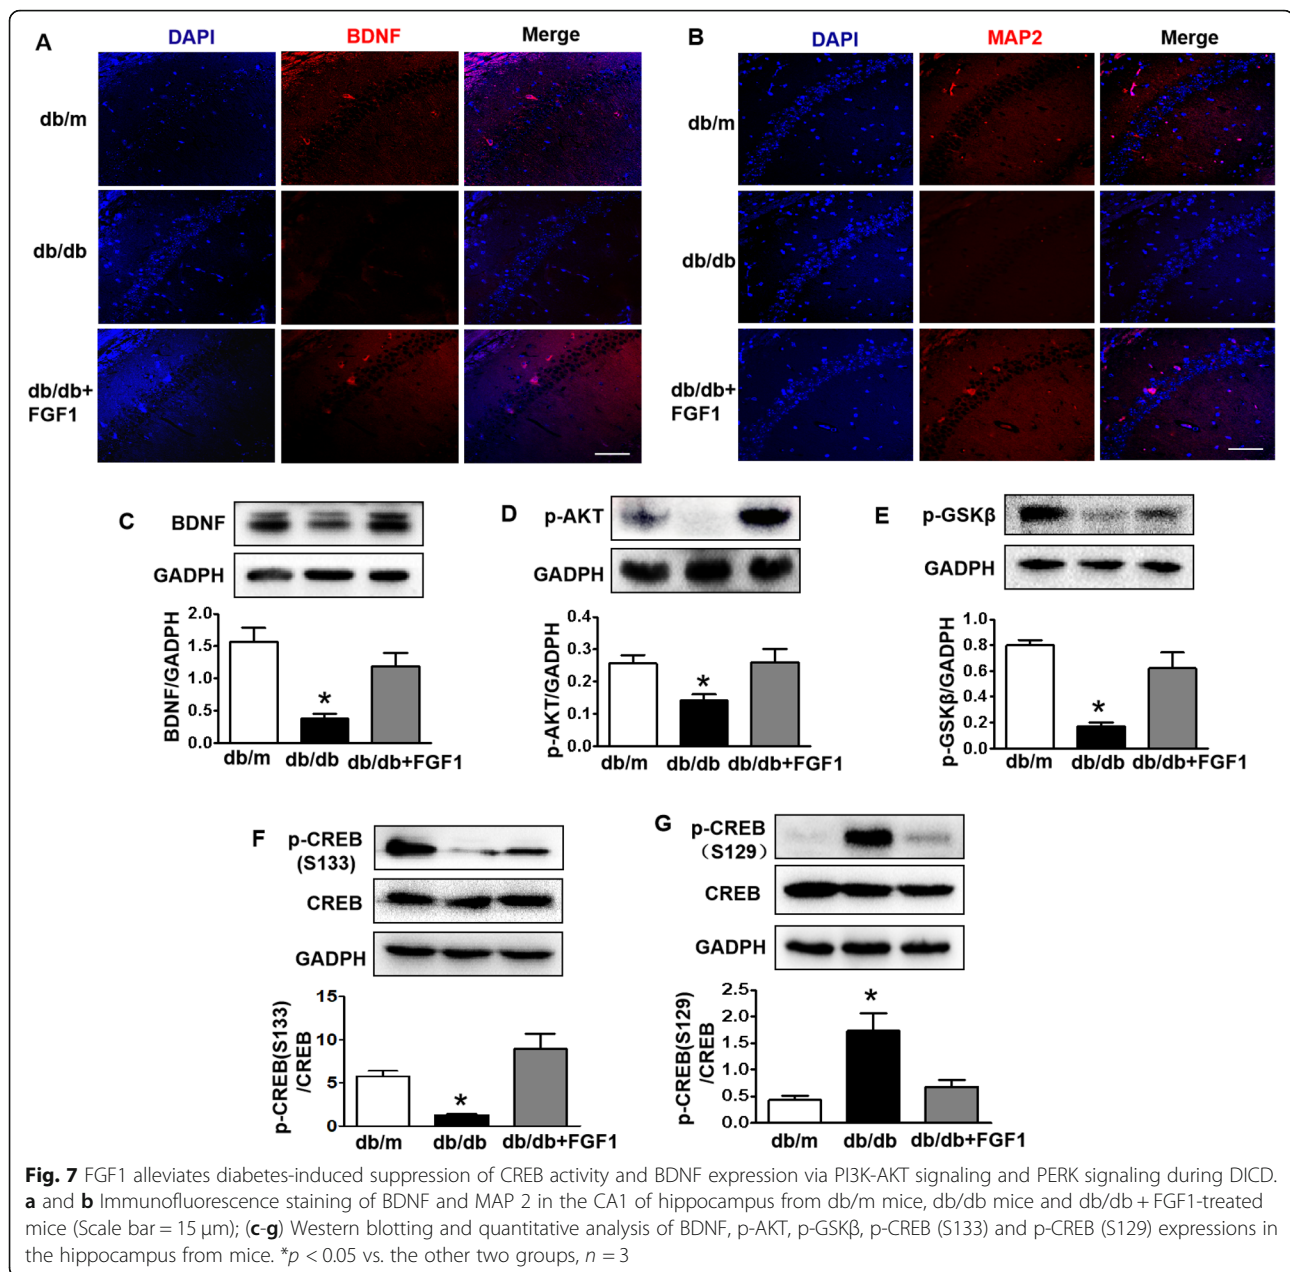 A
DAPI BDNF Merge
db/m
db/db
db/db+
FGF1
B
DAPI MAP2 Merge
db/m
db/db
db/db+
FGF1
C
BDNF
GADPH
BDNF/GADPH
2.0
1.5
1.0
0.5
0.0
*
db/m db/db db/db+FGF1
D
p-AKT
GADPH
p-AKT/GADPH
0.4
0.3
0.2
0.1
0.0
*
db/m db/db db/db+FGF1
E
p-GSKβ
GADPH
p-GSKβ/GADPH
0.8
0.6
0.4
0.2
0.0
*
db/m db/db db/db+FGF1
F
p-CREB
(S133)
CREB
GADPH
p-CREB(S133)
/CREB
15
10
5
0
*
db/m db/db db/db+FGF1
G
p-CREB
（S129）
CREB
GADPH
p-CREB(S129)
/CREB
2.5
2.0
1.5
1.0
0.5
0.0
*
db/m db/db db/db+FGF1
Fig. 7 FGF1 alleviates diabetes-induced suppression of CREB activity and BDNF expression via PI3K-AKT signaling and PERK signaling during DICD.
a and b Immunofluorescence staining of BDNF and MAP 2 in the CA1 of hippocampus from db/m mice, db/db mice and db/db + FGF1-treated
mice (Scale bar = 15 μm); (c-g) Western blotting and quantitative analysis of BDNF, p-AKT, p-GSKβ, p-CREB (S133) and p-CREB (S129) expressions in
the hippocampus from mice. *p < 0.05 vs. the other two groups, n = 3